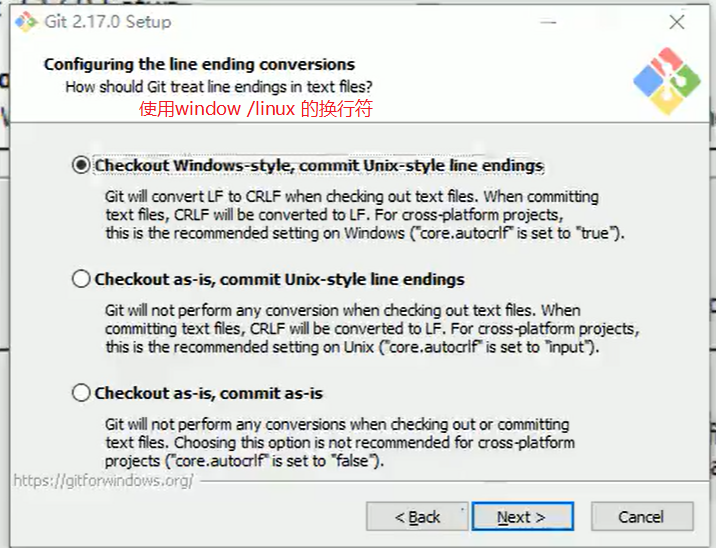 Git 2.17.0 Setup
Configuring the line ending conversions
How should Git treat line endings in text files?
使用window /linux 的换行符
Checkout Windows-style, commit Unix-style line endings
Git will convert LF to CRLF when checking out text files. When committing
text files, CRLF will be converted to LF. For cross-platform projects,
this is the recommended setting on Windows ("core.autocrlf" is set to "true").
Checkout as-is, commit Unix-style line endings
Git will not perform any conversion when checking out text files. When
committing text files, CRLF will be converted to LF. For cross-platform projects,
this is the recommended setting on Unix ("core.autocrlf" is set to "input").
Checkout as-is, commit as-is
Git will not perform any conversions when checking out or committing
text files. Choosing this option is not recommended for cross-platform
projects ("core.autocrlf" is set to "false").
https://gitforwindows.org/
< Back
Next >
Cancel